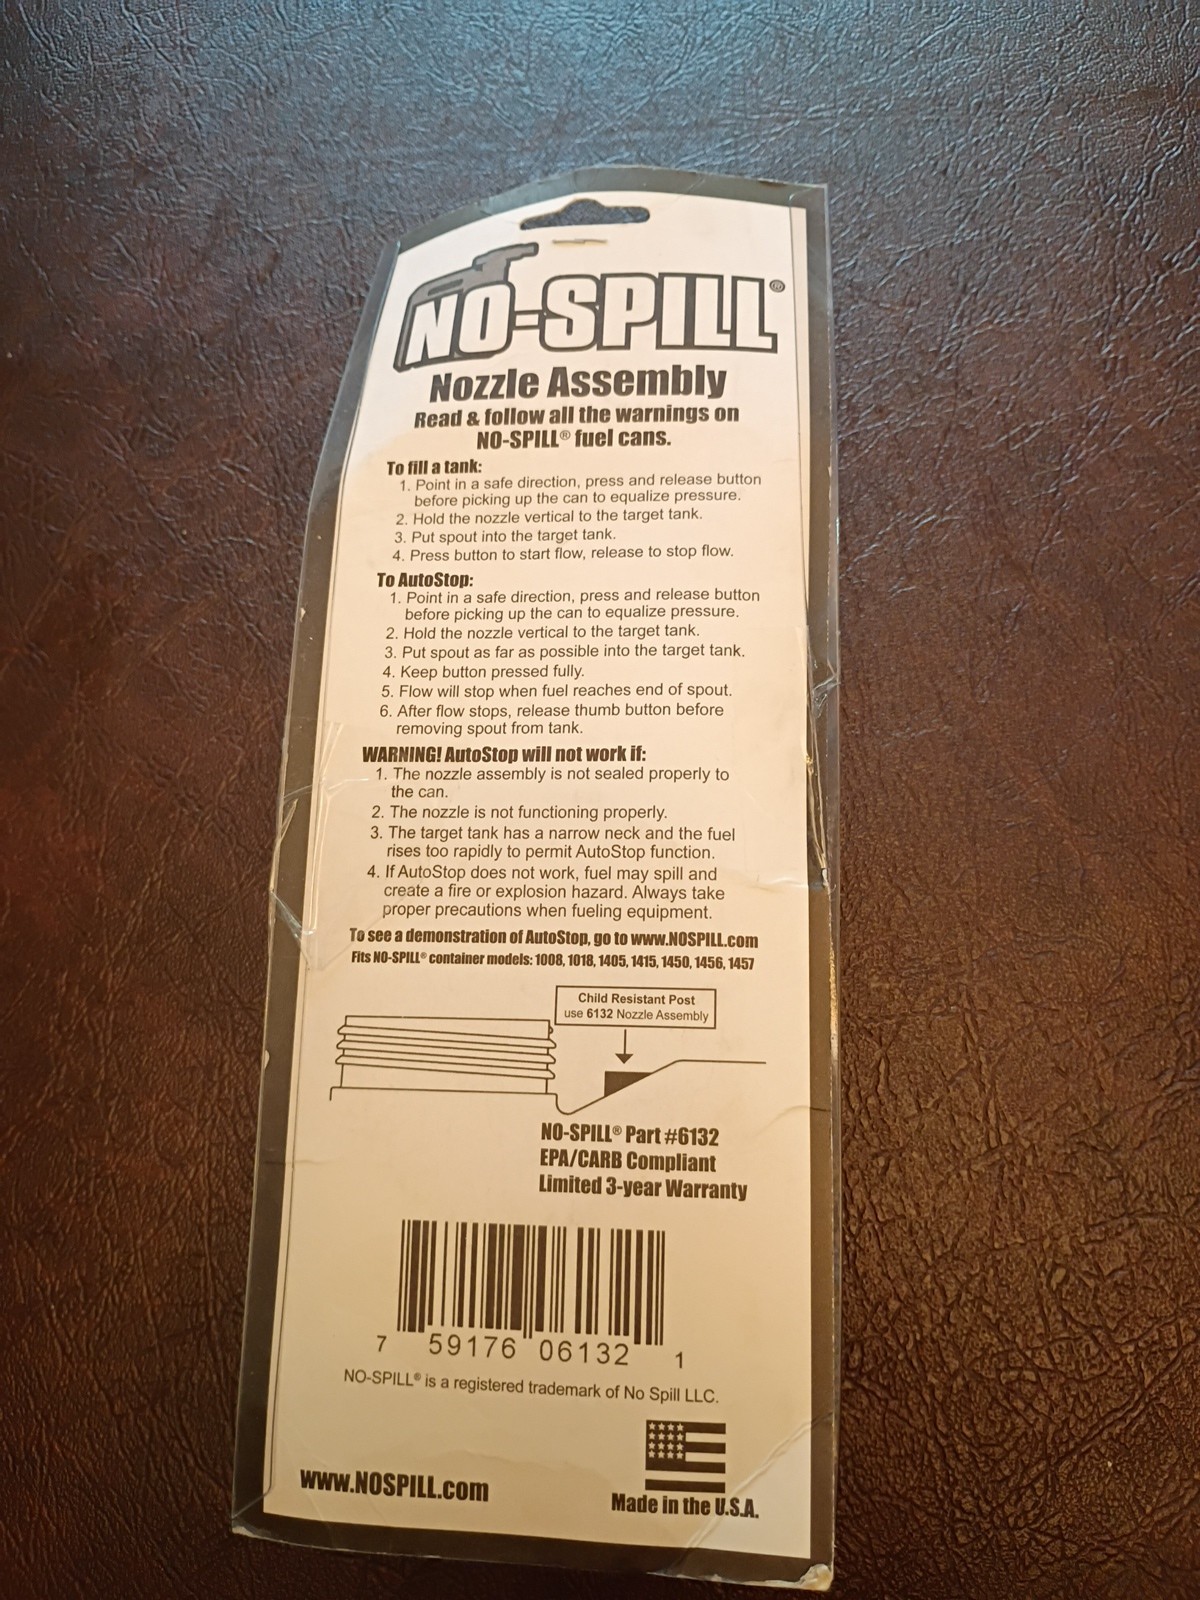 NO-SPILL®
Nozzle Assembly
Read & follow all the warnings on
NO-SPILL® fuel cans.
To fill a tank:
1. Point in a safe direction, press and release button
before picking up the can to equalize pressure.
2. Hold the nozzle vertical to the target tank.
3. Put spout into the target tank.
4. Press button to start flow, release to stop flow.
To AutoStop:
1. Point in a safe direction, press and release button
before picking up the can to equalize pressure.
2. Hold the nozzle vertical to the target tank.
3. Put spout as far as possible into the target tank.
4. Keep button pressed fully.
5. Flow will stop when fuel reaches end of spout.
6. After flow stops, release thumb button before
removing spout from tank.
WARNING! AutoStop will not work if:
1. The nozzle assembly is not sealed properly to
the can.
2. The nozzle is not functioning properly.
3. The target tank has a narrow neck and the fuel
rises too rapidly to permit AutoStop function.
4. If AutoStop does not work, fuel may spill and
create a fire or explosion hazard. Always take
proper precautions when fueling equipment.
To see a demonstration of AutoStop, go to www.NOSPILL.com
Fits NO-SPILL® container models: 1008, 1018, 1405, 1415, 1450, 1456, 1457
Child Resistant Post
use 6132 Nozzle Assembly
NO-SPILL® Part #6132
EPA/CARB Compliant
Limited 3-year Warranty
7 59176 06132 1
NO-SPILL® is a registered trademark of No Spill LLC.
www.NOSPILL.com
Made in the U.S.A.